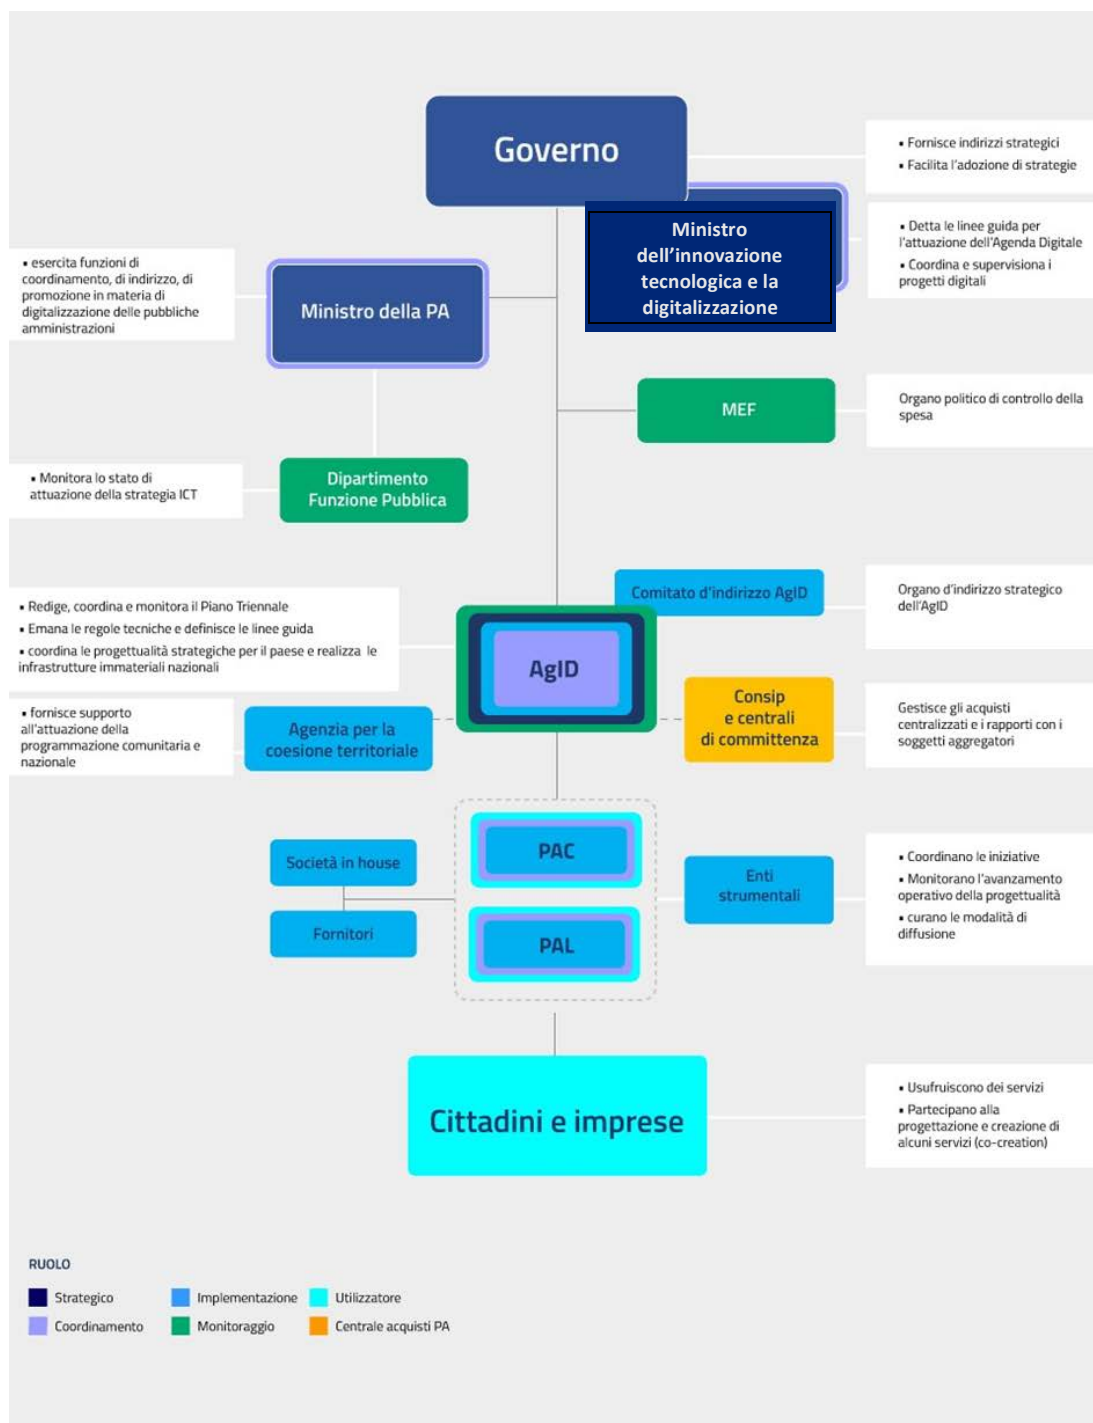 Governo
▪ Fornisce indirizzi strategici
▪ Facilita l'adozione di strategie
Ministro
dell'innovazione
tecnologica e la
digitalizzazione
▪ Detta le linee guida per
l'attuazione dell'Agenda Digitale
▪ Coordina e supervisiona i
progetti digitali
▪ esercita funzioni di
coordinamento, di indirizzo, di
promozione in materia di
digitalizzazione delle pubbliche
amministrazioni
Ministro della PA
MEF
Organo politico di controllo della
spesa
▪ Monitora lo stato di
attuazione della strategia ICT
Dipartimento
Funzione Pubblica
Comitato d'indirizzo AgID
Organo d'indirizzo strategico
dell'AgID
▪ Redige, coordina e monitora il Piano Triennale
▪ Emana le regole tecniche e definisce le linee guida
▪ coordina le progettualità strategiche per il paese e realizza le
infrastrutture immateriali nazionali
AgID
▪ fornisce supporto
all'attuazione della
programmazione comunitaria e
nazionale
Agenzia per la
coesione territoriale
Consip
e centrali
di committenza
Gestisce gli acquisti
centralizzati e i rapporti con i
soggetti aggregatori
Società in house
Fornitori
PAC
PAL
Enti
strumentali
▪ Coordinano le iniziative
▪ Monitorano l'avanzamento
operativo della progettualità
▪ curano le modalità di
diffusione
Cittadini e imprese
▪ Usufruiscono dei servizi
▪ Partecipano alla
progettazione e creazione di
alcuni servizi (co-creation)
RUOLO
Strategico
Implementazione
Utilizzatore
Coordinamento
Monitoraggio
Centrale acquisti PA